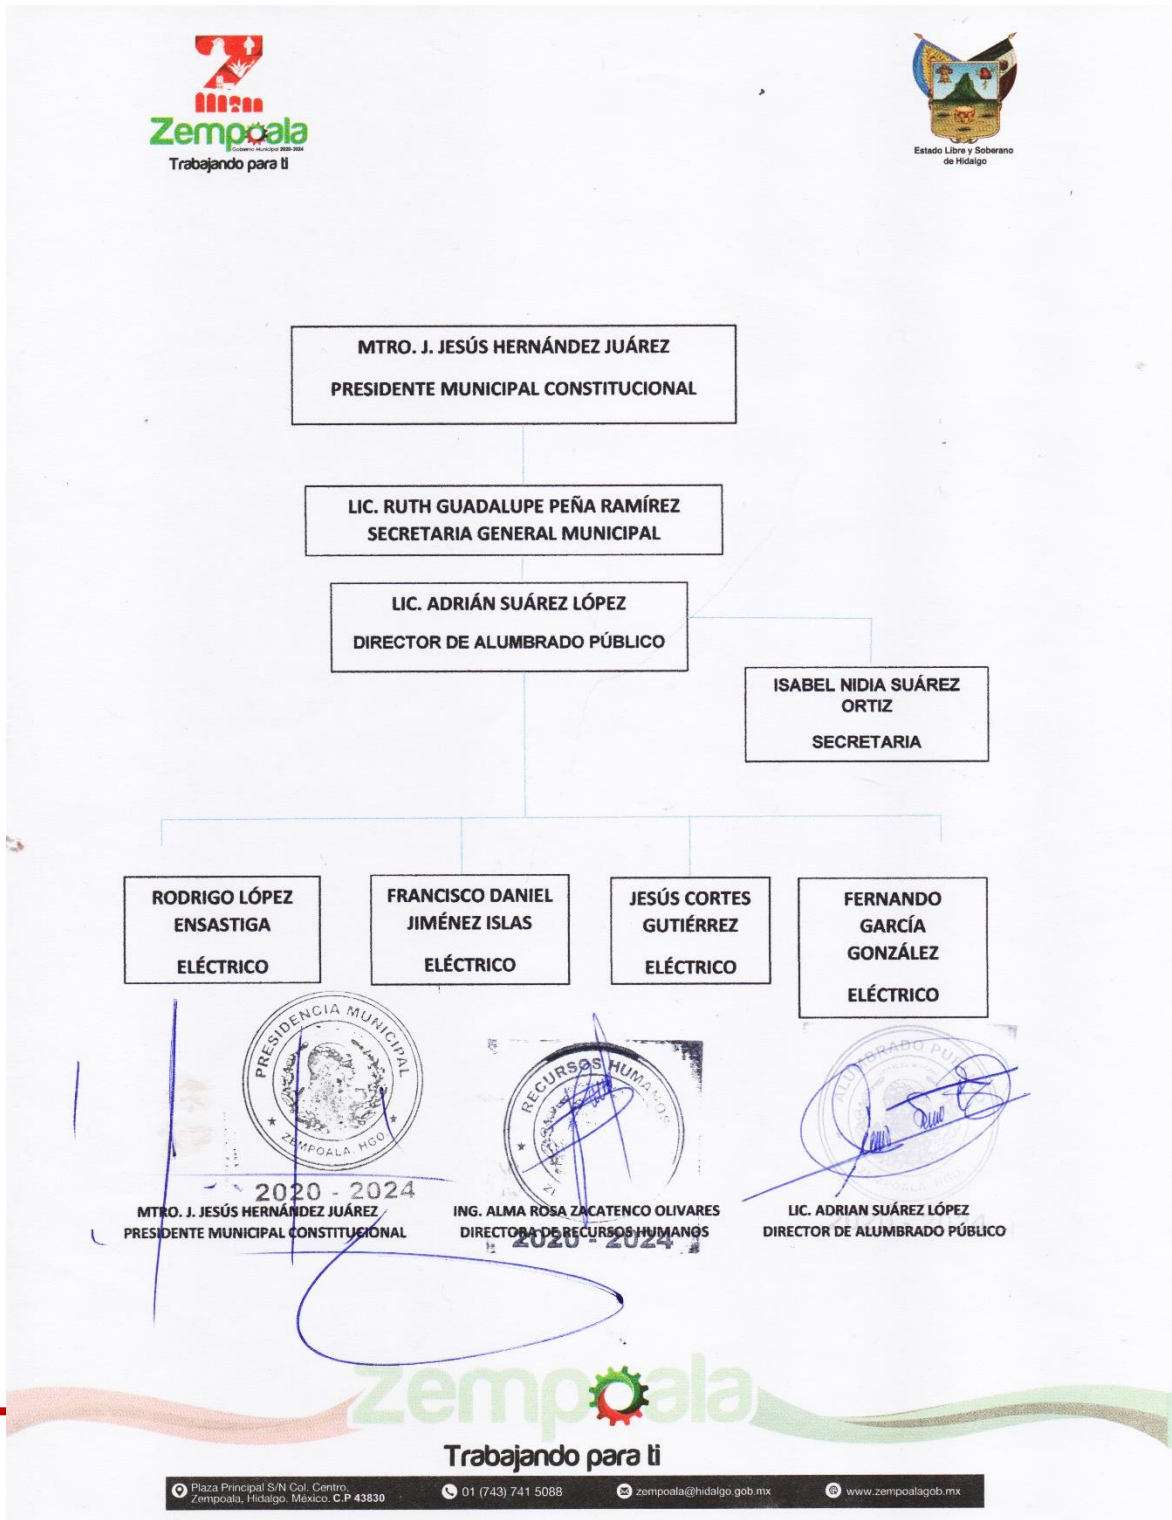 Zempoala
Gobierno Municipal 2020-2024
Trabajando para ti
Estado Libre y Soberano
de Hidalgo
MTRO. J. JESÚS HERNÁNDEZ JUÁREZ
PRESIDENTE MUNICIPAL CONSTITUCIONAL
LIC. RUTH GUADALUPE PEÑA RAMÍREZ
SECRETARIA GENERAL MUNICIPAL
LIC. ADRIÁN SUÁREZ LÓPEZ
DIRECTOR DE ALUMBRADO PÚBLICO
ISABEL NIDIA SUÁREZ
ORTIZ
SECRETARIA
RODRIGO LÓPEZ
ENSASTIGA
ELÉCTRICO
FRANCISCO DANIEL
JIMÉNEZ ISLAS
ELÉCTRICO
JESÚS CORTES
GUTIÉRREZ
ELÉCTRICO
FERNANDO
GARCÍA
GONZÁLEZ
ELÉCTRICO
PRESIDENCIA MUNICIPAL
ZEMPOALA, HGO.
2020 - 2024
RECURSOS HUMANOS
2020 - 2024
ALUMBRADO
MTRO. J. JESÚS HERNÁNDEZ JUÁREZ
PRESIDENTE MUNICIPAL CONSTITUCIONAL
ING. ALMA ROSA ZACATENCO OLIVARES
DIRECTORA DE RECURSOS HUMANOS
LIC. ADRIAN SUÁREZ LÓPEZ
DIRECTOR DE ALUMBRADO PÚBLICO
Zempoala
Trabajando para ti
Plaza Principal S/N Col. Centro,
Zempoala, Hidalgo. México. C.P 43830
01 (743) 741 5088
zempoala@hidalgo.gob.mx
www.zempoalagob.mx